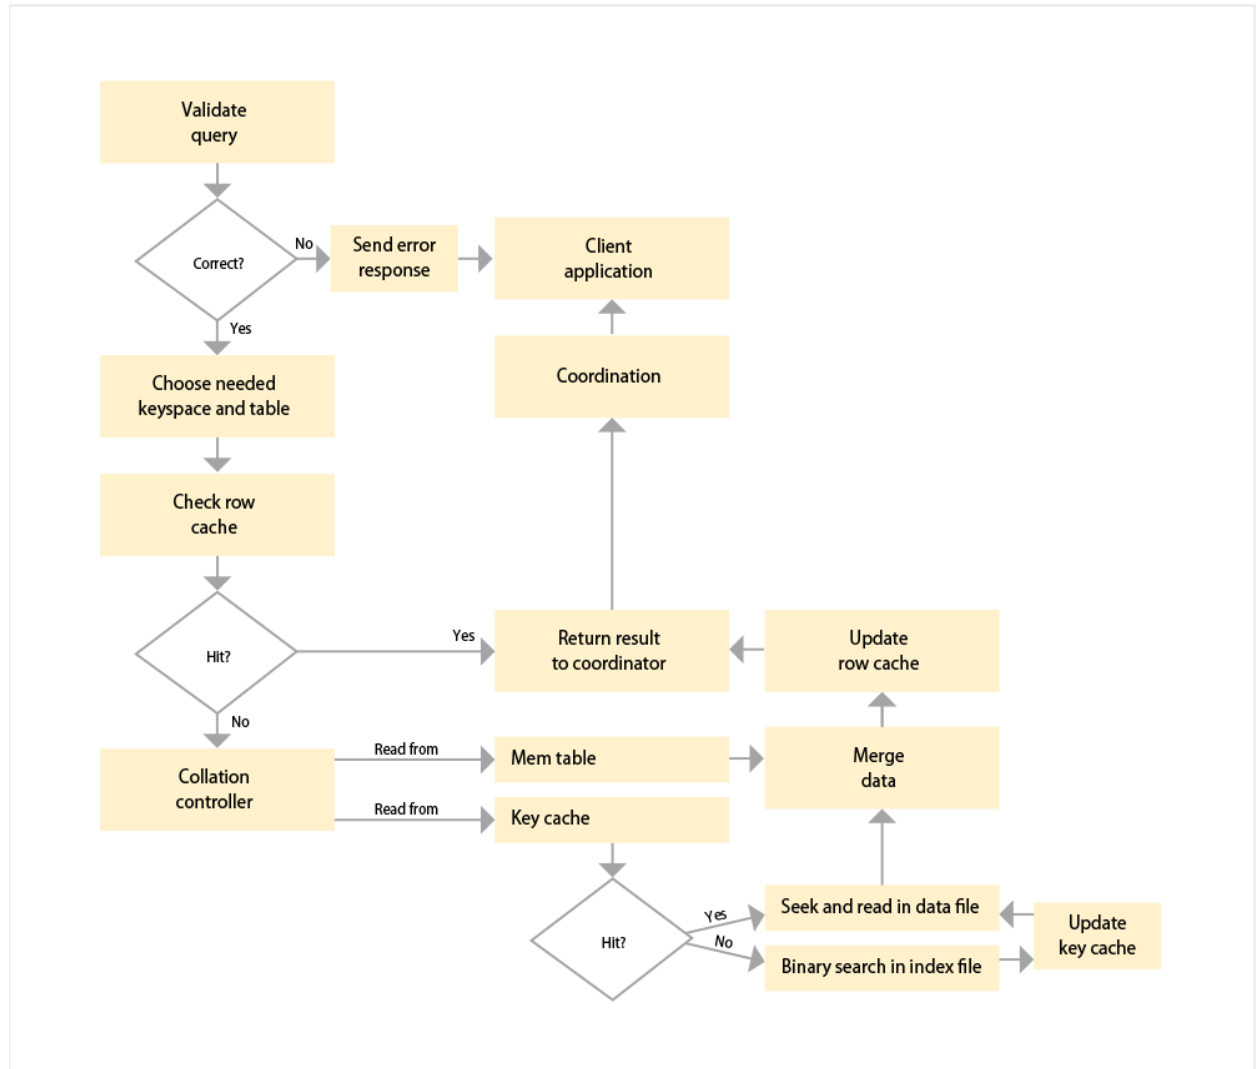 Validate
query
Correct?
No
Send error
response
Client
application
Yes
Coordination
Choose needed
keyspace and table
Check row
cache
Hit?
Yes
Return result
to coordinator
Update
row cache
No
Collation
controller
Read from
Mem table
Merge
data
Read from
Key cache
Hit?
Yes
Seek and read in data file
No
Binary search in index file
Update
key cache